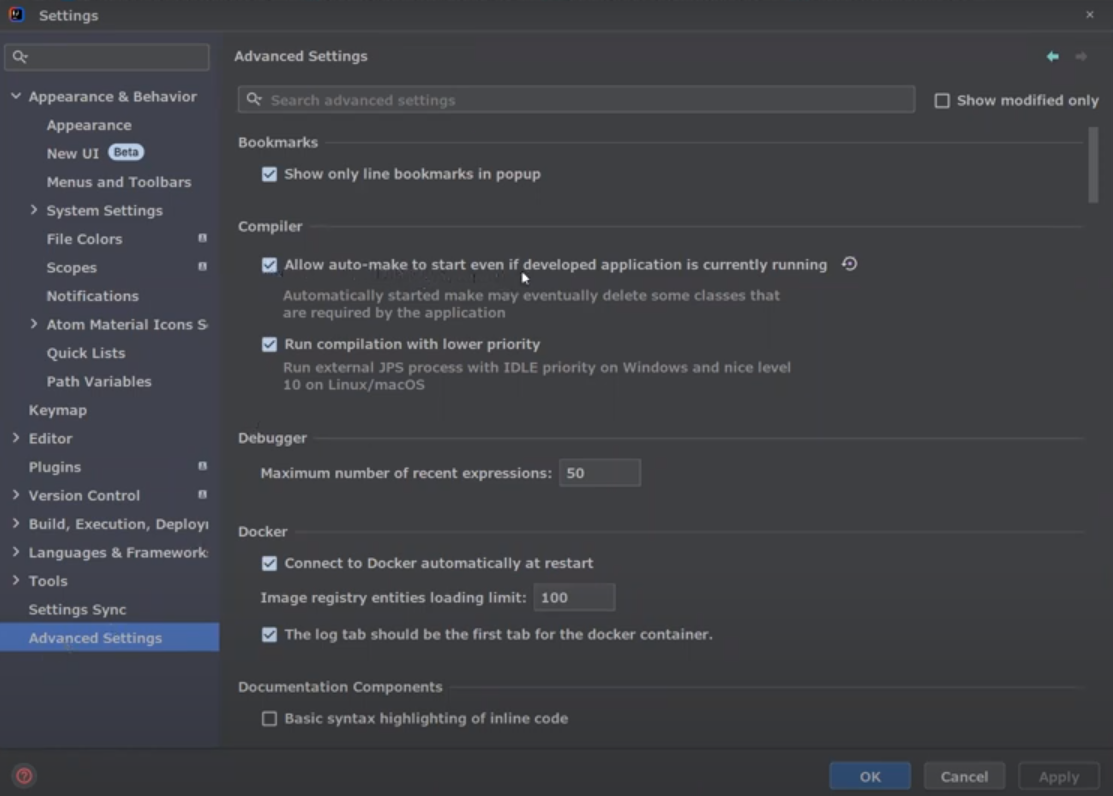 Settings
Advanced Settings
Search advanced settings
Show modified only
Appearance & Behavior
Appearance
New UI Beta
Menus and Toolbars
System Settings
File Colors
Scopes
Notifications
Atom Material Icons S
Quick Lists
Path Variables
Keymap
Editor
Plugins
Version Control
Build, Execution, Deploy
Languages & Framework
Tools
Settings Sync
Advanced Settings
Bookmarks
Show only line bookmarks in popup
Compiler
Allow auto-make to start even if developed application is currently running
Automatically started make may eventually delete some classes that
are required by the application
Run compilation with lower priority
Run external JPS process with IDLE priority on Windows and nice level
10 on Linux/macOS
Debugger
Maximum number of recent expressions: 50
Docker
Connect to Docker automatically at restart
Image registry entities loading limit: 100
The log tab should be the first tab for the docker container.
Documentation Components
Basic syntax highlighting of inline code
?
OK
Cancel
Apply